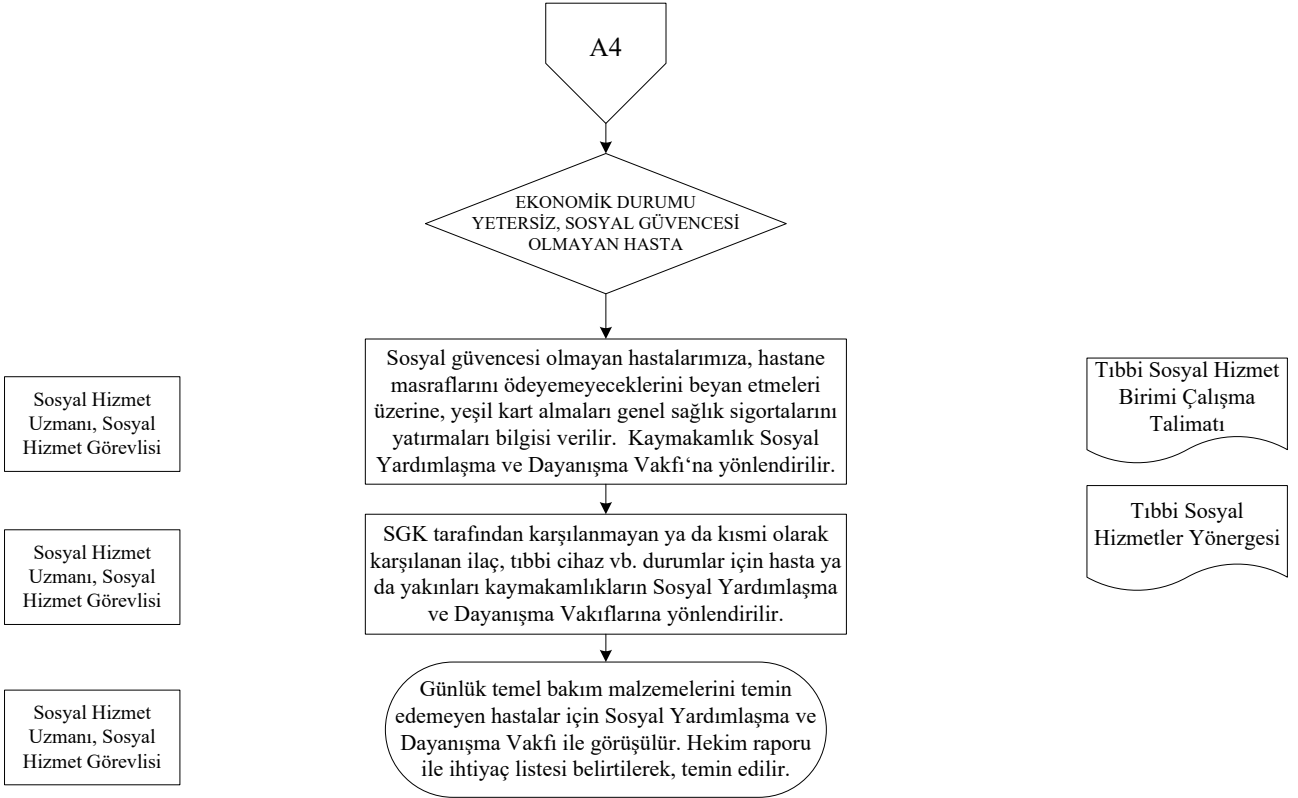 A4
EKONOMİK DURUMU
YETERSİZ, SOSYAL GÜVENCESİ
OLMAYAN HASTA
Sosyal güvencesi olmayan hastalarımıza, hastane
masraflarını ödeyemeyeceklerini beyan etmeleri
üzerine, yeşil kart almaları genel sağlık sigortalarını
yatırmaları bilgisi verilir.  Kaymakamlık Sosyal
Yardımlaşma ve Dayanışma Vakfı‘na yönlendirilir.
Sosyal Hizmet
Uzmanı, Sosyal
Hizmet Görevlisi
Tıbbi Sosyal Hizmet
Birimi Çalışma
Talimatı
SGK tarafından karşılanmayan ya da kısmi olarak
karşılanan ilaç, tıbbi cihaz vb. durumlar için hasta ya
da yakınları kaymakamlıkların Sosyal Yardımlaşma
ve Dayanışma Vakıflarına yönlendirilir.
Sosyal Hizmet
Uzmanı, Sosyal
Hizmet Görevlisi
Tıbbi Sosyal
Hizmetler Yönergesi
Günlük temel bakım malzemelerini temin
edemeyen hastalar için Sosyal Yardımlaşma ve
Dayanışma Vakfı ile görüşülür. Hekim raporu
ile ihtiyaç listesi belirtilerek, temin edilir.
Sosyal Hizmet
Uzmanı, Sosyal
Hizmet Görevlisi